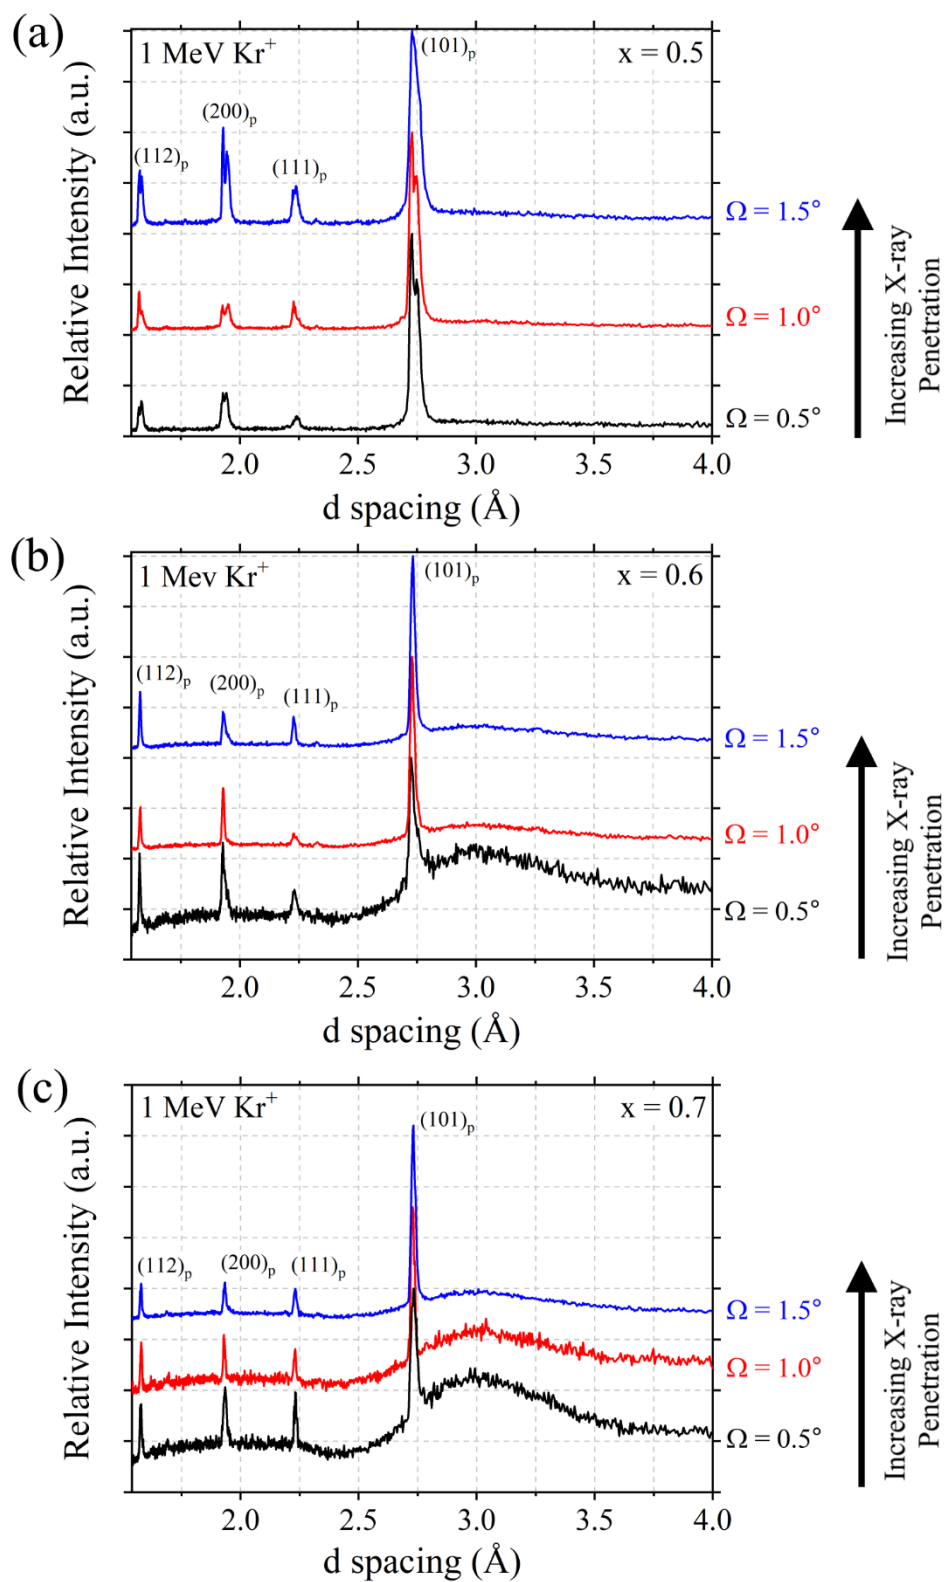 (a)
1 MeV Kr⁺
(101)ₚ
x = 0.5
(200)ₚ
(112)ₚ
(111)ₚ
Ω = 1.5°
Ω = 1.0°
Ω = 0.5°
Relative Intensity (a.u.)
Increasing X-ray
Penetration
2.0 2.5 3.0 3.5 4.0
d spacing (Å)
(b)
1 Mev Kr⁺
(101)ₚ
x = 0.6
(112)ₚ
(200)ₚ
(111)ₚ
Ω = 1.5°
Ω = 1.0°
Ω = 0.5°
Relative Intensity (a.u.)
Increasing X-ray
Penetration
2.0 2.5 3.0 3.5 4.0
d spacing (Å)
(c)
1 MeV Kr⁺
(101)ₚ
x = 0.7
(112)ₚ
(200)ₚ
(111)ₚ
Ω = 1.5°
Ω = 1.0°
Ω = 0.5°
Relative Intensity (a.u.)
Increasing X-ray
Penetration
2.0 2.5 3.0 3.5 4.0
d spacing (Å)